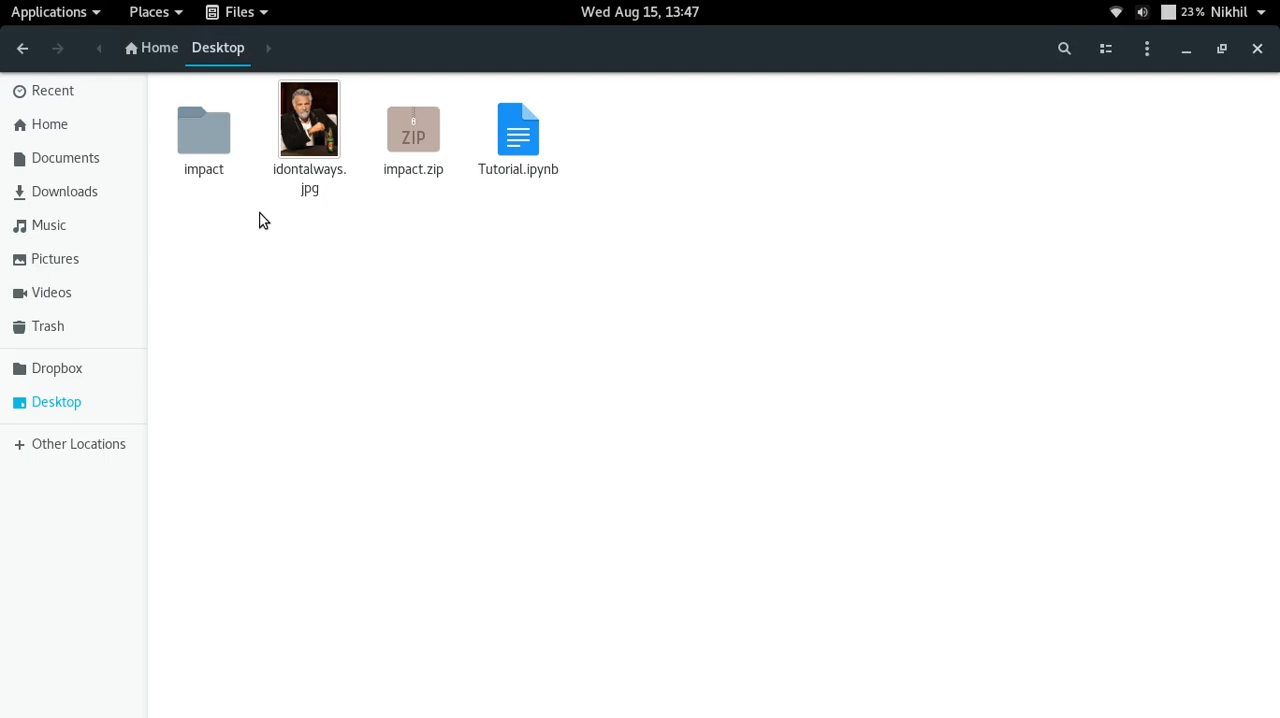 Applications Places Files Wed Aug 15, 13:47 23% Nikhil
Home Desktop
Recent
Home
Documents
Downloads
Music
Pictures
Videos
Trash
Dropbox
Desktop
Other Locations
impact
idontalways.
jpg
ZIP
impact.zip
Tutorial.ipynb